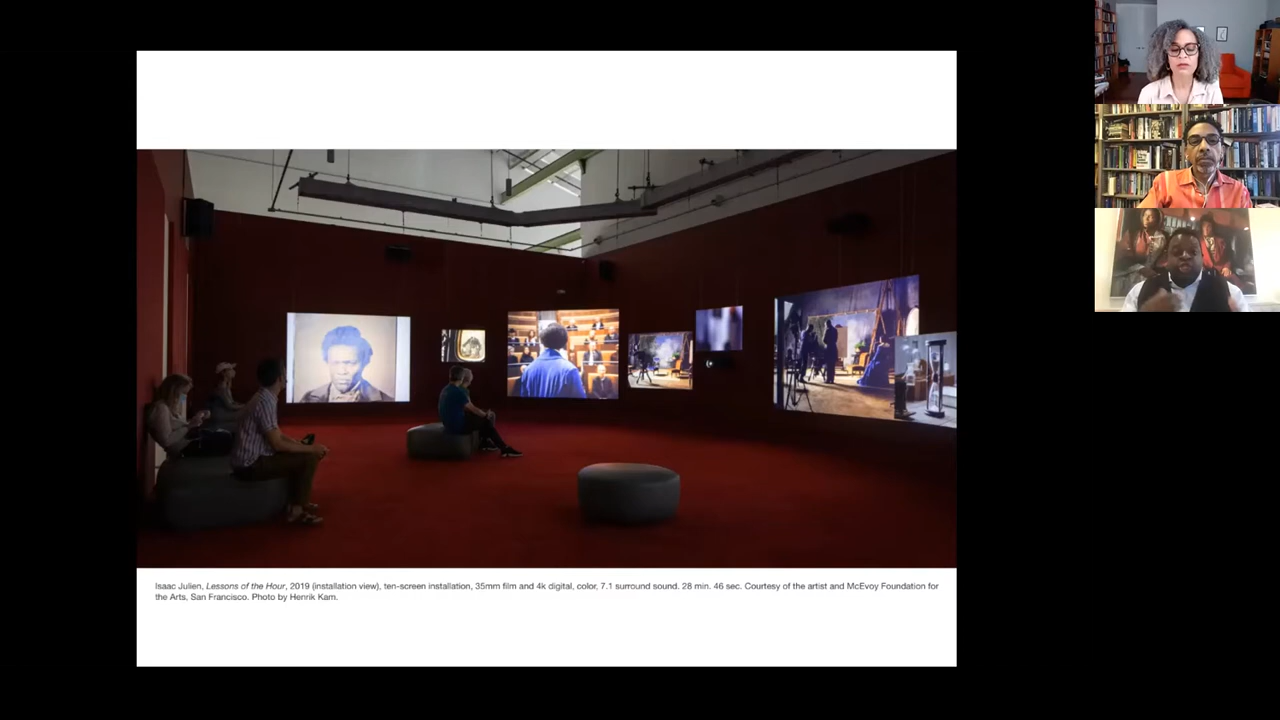 Isaac Julien, Lessons of the Hour, 2019 (installation view), ten-screen installation, 35mm film and 4k digital, color, 7.1 surround sound. 28 min. 46 sec. Courtesy of the artist and McEvoy Foundation for
the Arts, San Francisco. Photo by Henrik Kam.